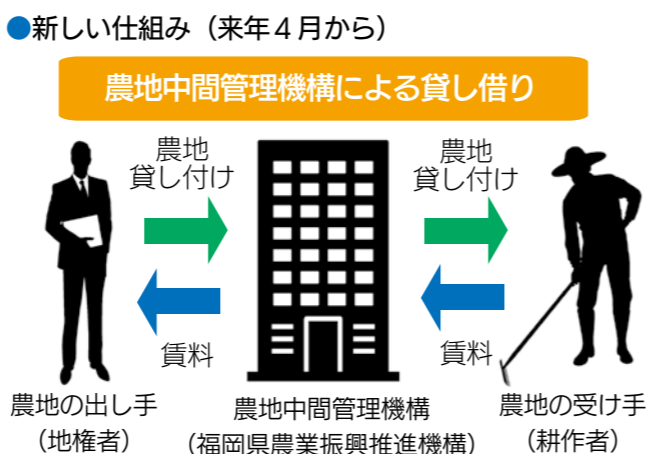 ●新しい仕組み（来年４月から）
農地中間管理機構による貸し借り
農地
貸し付け
農地
貸し付け
賃料
賃料
農地の出し手
（地権者）
農地中間管理機構
（福岡県農業振興推進機構）
農地の受け手
（耕作者）